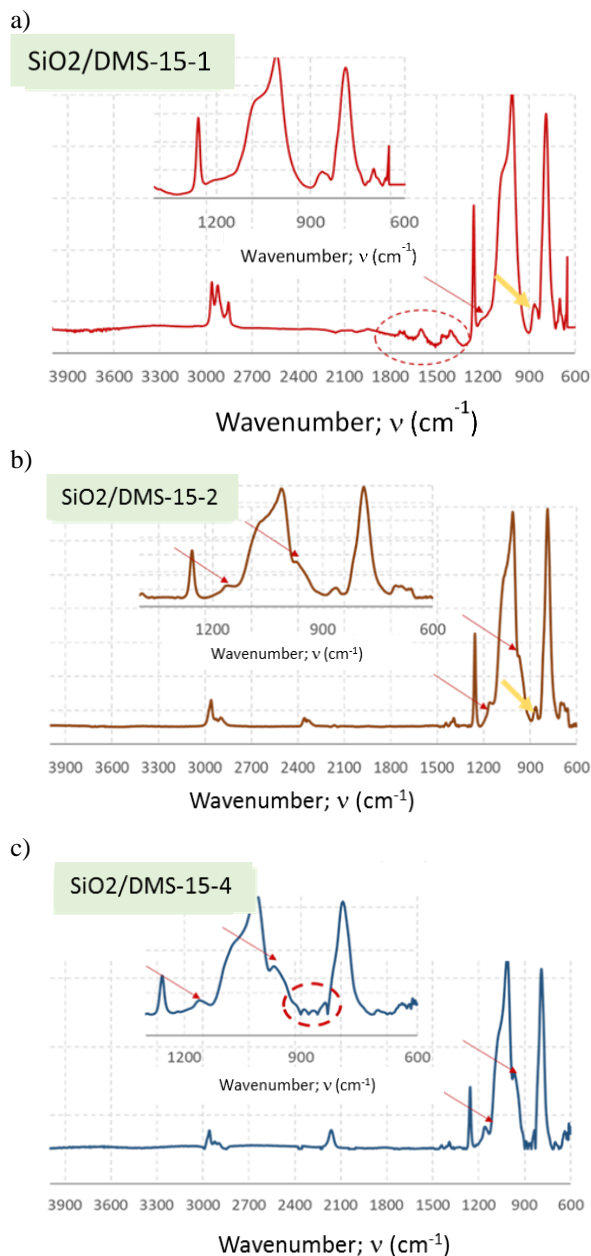 a)
SiO2/DMS-15-1
1200 900 600
Wavenumber; ν (cm-1)
3900 3600 3300 3000 2700 2400 2100 1800 1500 1200 900 600
Wavenumber; ν (cm-1)
b)
SiO2/DMS-15-2
1200 900 600
Wavenumber; ν (cm-1)
3900 3600 3300 3000 2700 2400 2100 1800 1500 1200 900 600
Wavenumber; ν (cm-1)
c)
SiO2/DMS-15-4
1200 900 600
Wavenumber; ν (cm-1)
3900 3600 3300 3000 2700 2400 2100 1800 1500 1200 900 600
Wavenumber; ν (cm-1)